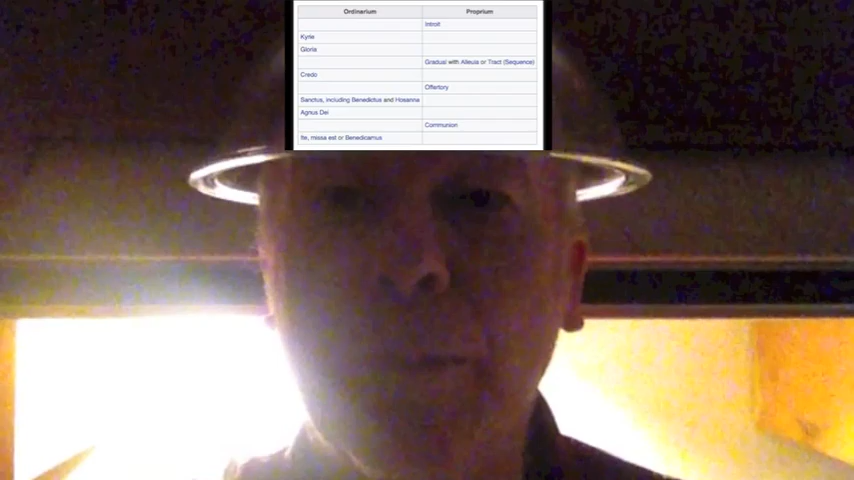 Ordinarium Proprium
Introit
Kyrie
Gloria
Gradual with Alleuia or Tract (Sequence)
Credo
Offertory
Sanctus, including Benedictus and Hosanna
Agnus Dei
Communion
Ite, missa est or Benedicamus